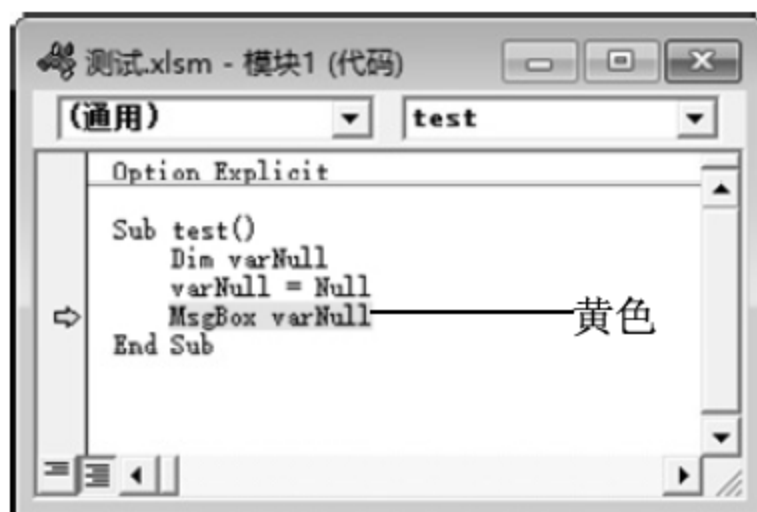 测试.xlsm - 模块1 (代码)
(通用) test
Option Explicit
Sub test()
Dim varNull
varNull = Null
MsgBox varNull
黄色
End Sub